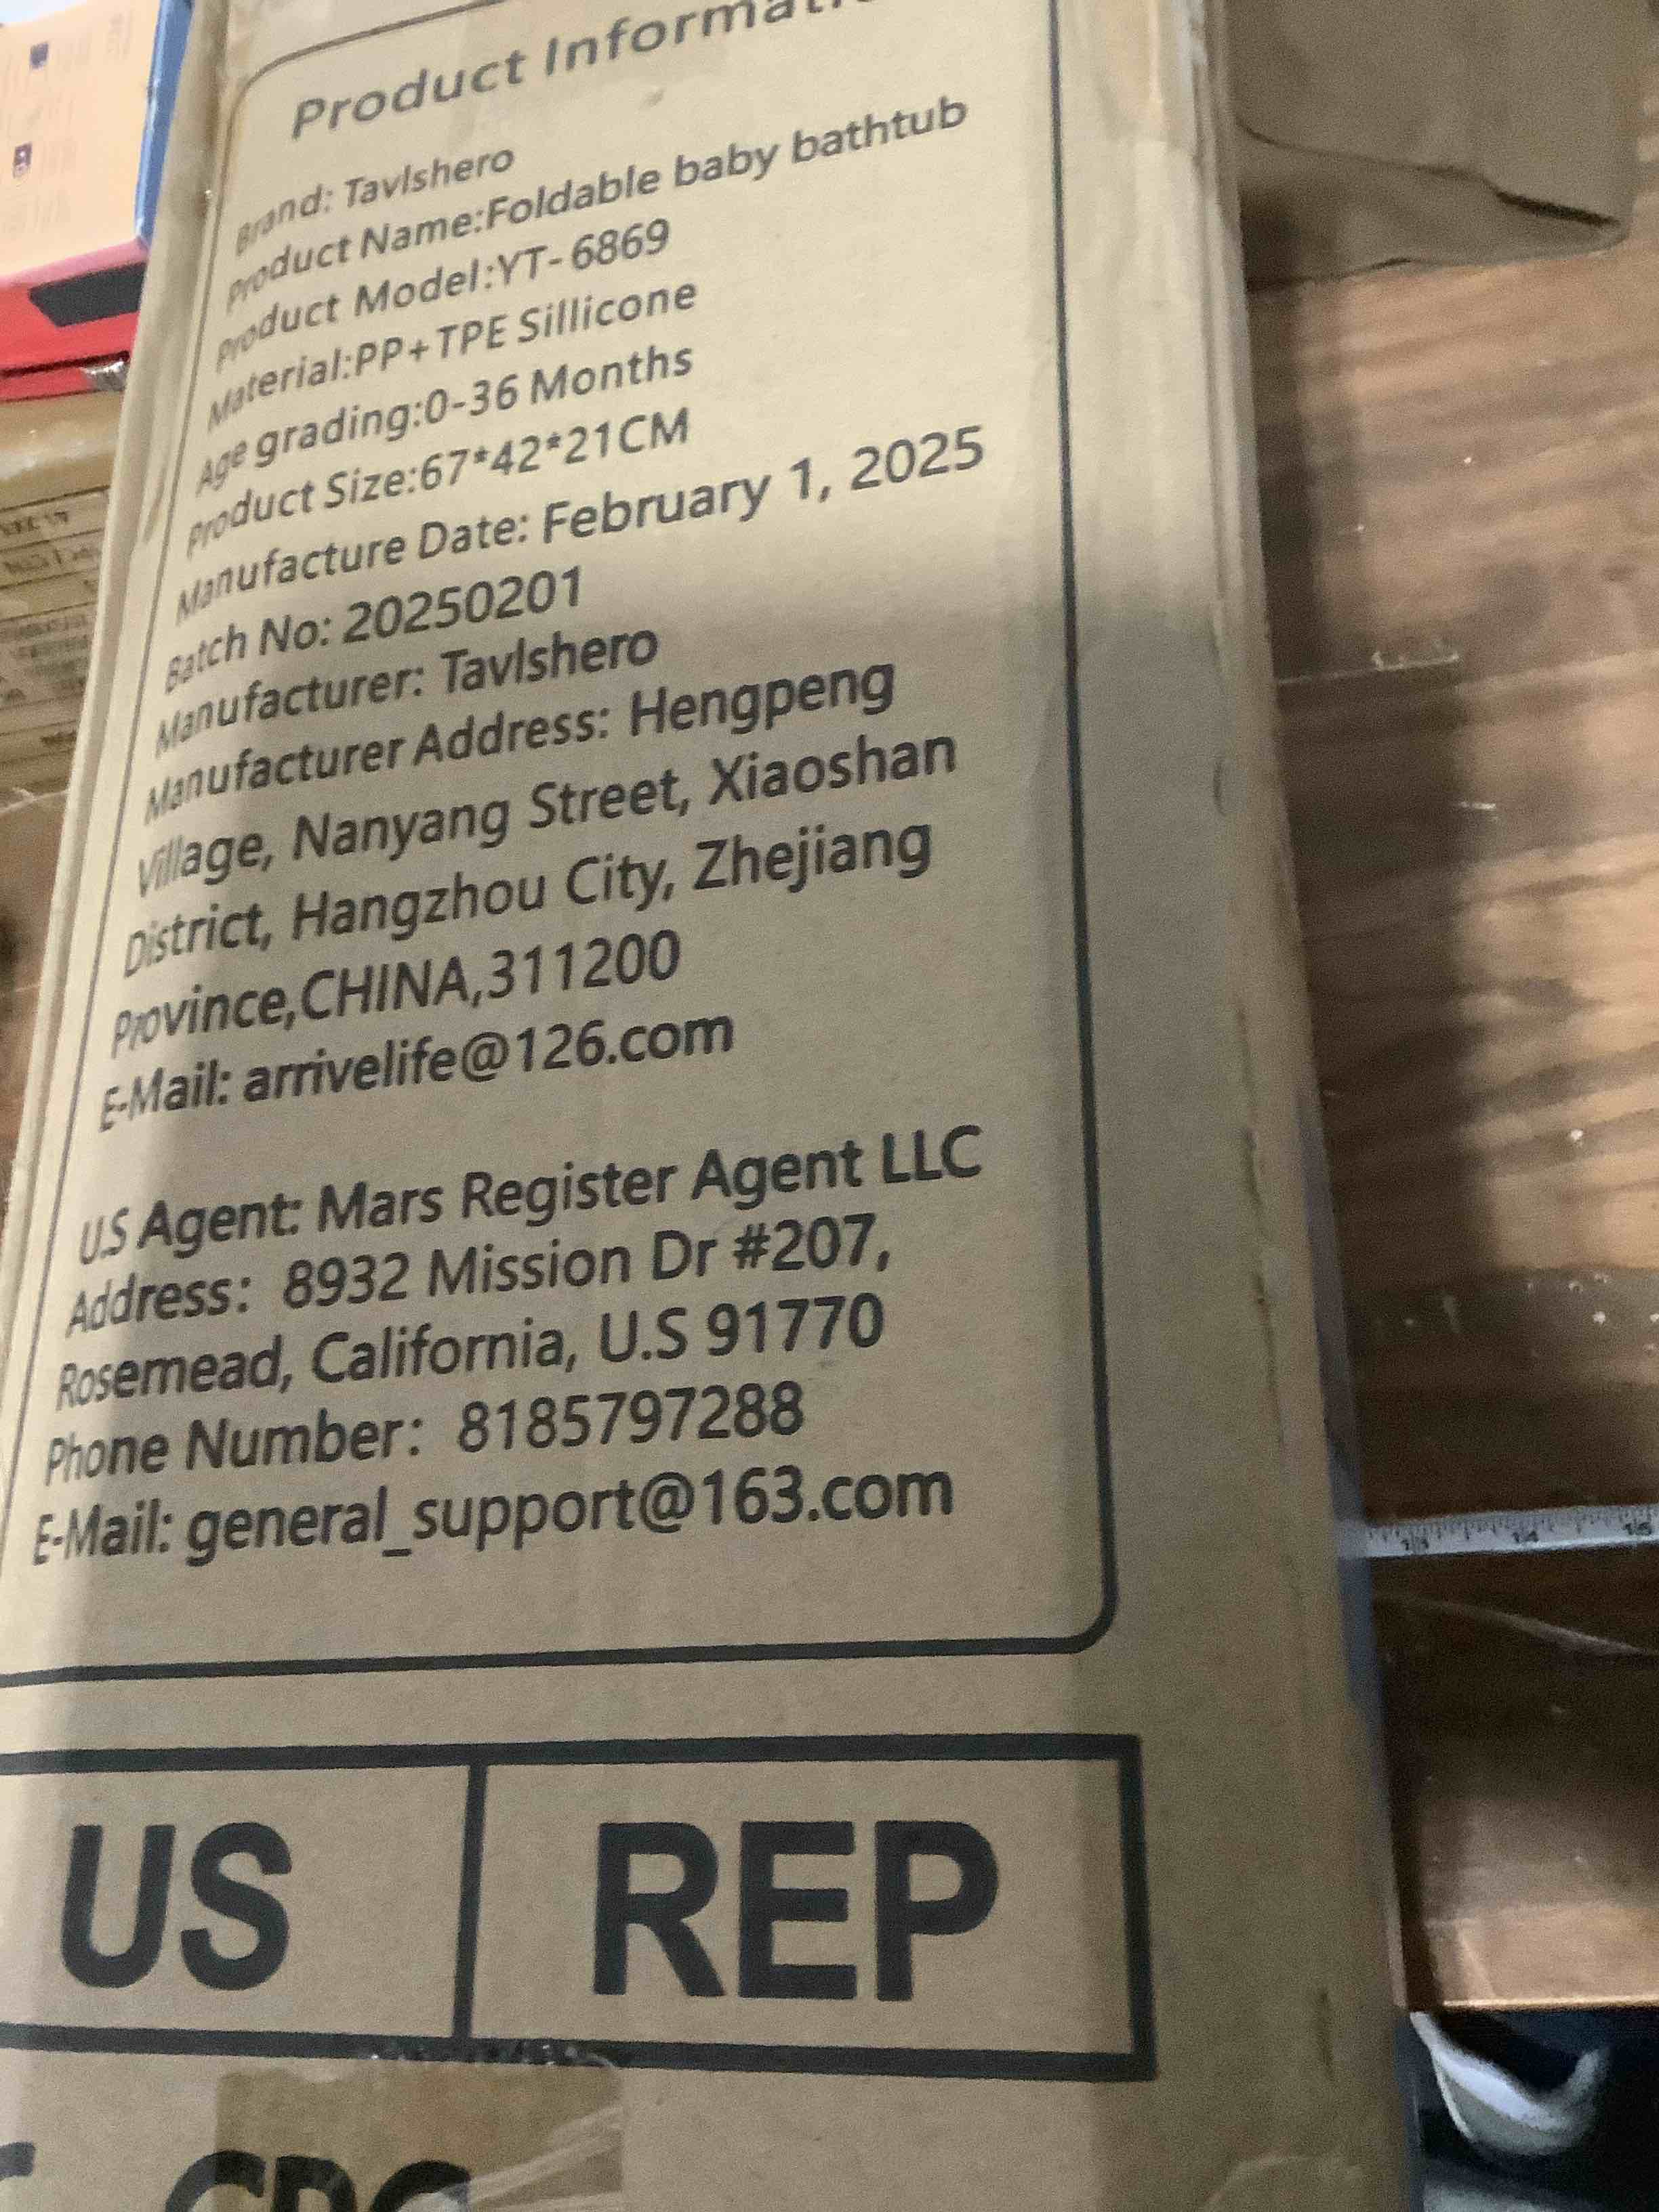 Product Informati
Brand: Tavlshero
Product Name:Foldable baby bathtub
Product Model:YT-6869
Material:PP+TPE Sillicone
Age grading:0-36 Months
Product Size:67*42*21CM
Manufacture Date: February 1, 2025
Batch No: 20250201
Manufacturer: Tavlshero
Manufacturer Address: Hengpeng
Village, Nanyang Street, Xiaoshan
District, Hangzhou City, Zhejiang
Province,CHINA,311200
E-Mail: arrivelife@126.com
U.S Agent: Mars Register Agent LLC
Address: 8932 Mission Dr #207,
Rosemead, California, U.S 91770
Phone Number: 8185797288
E-Mail: general_support@163.com
13 14 15
US REP